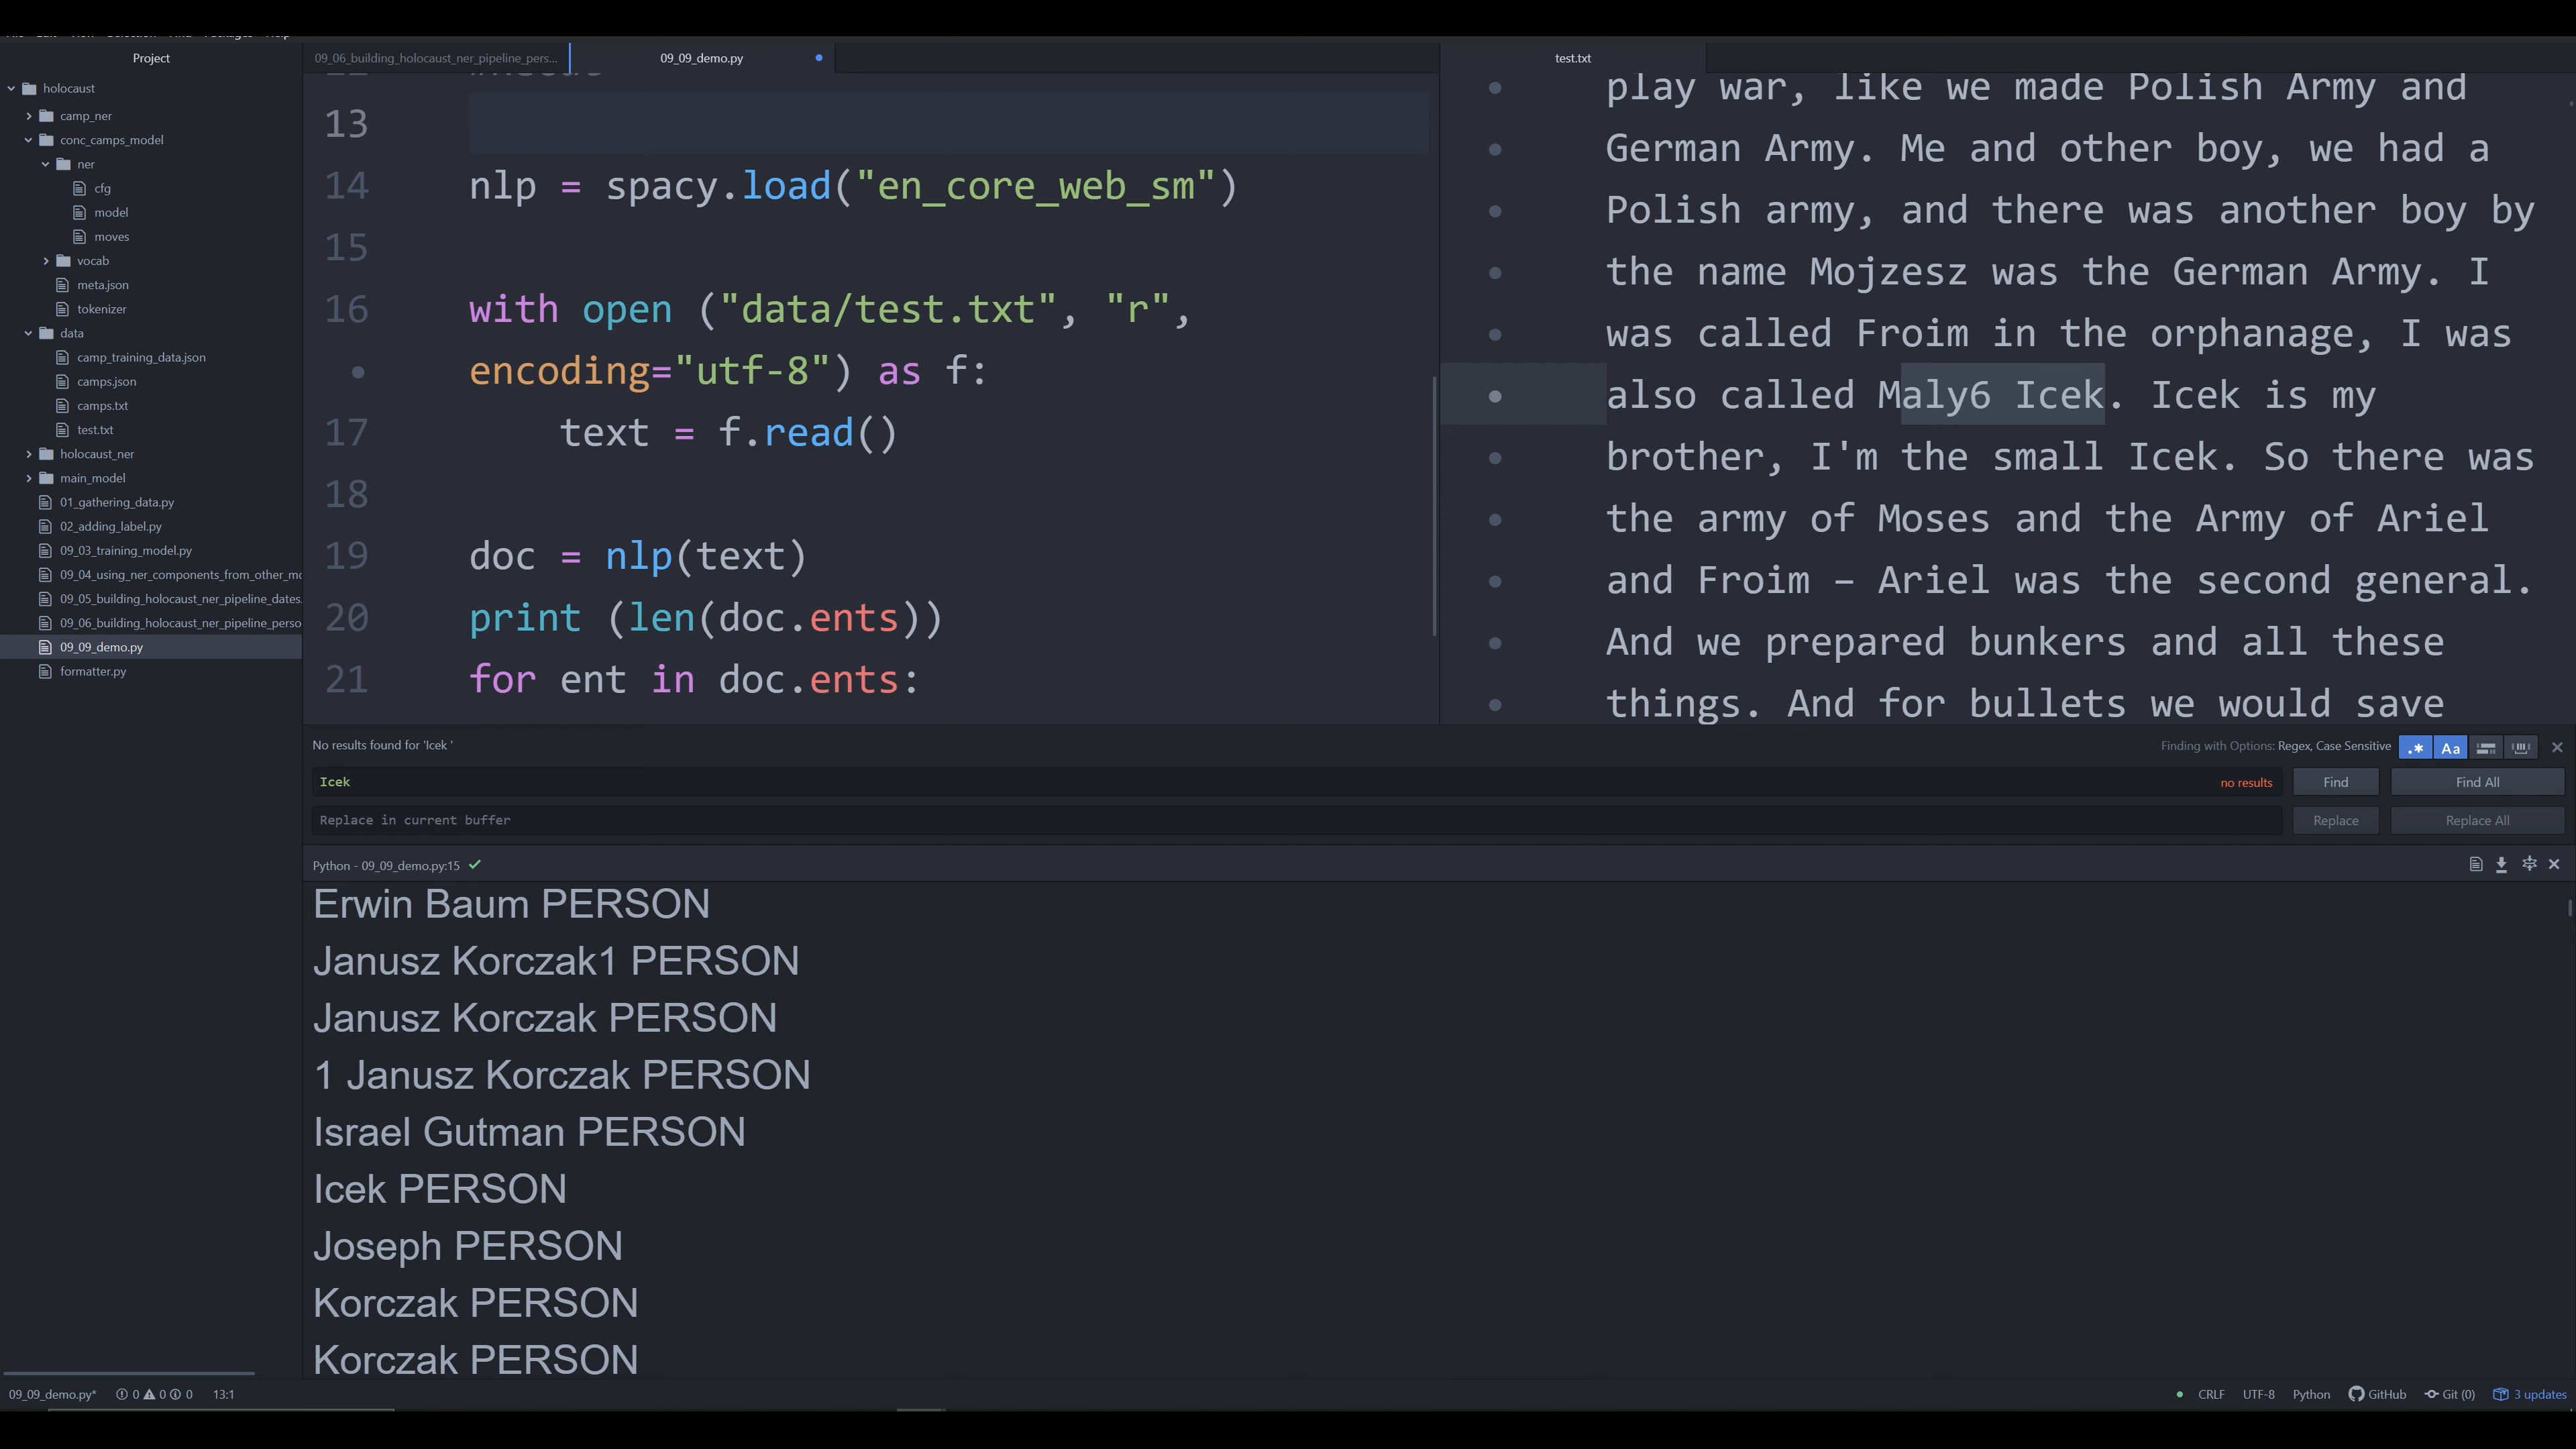 Project
holocaust
camp_ner
conc_camps_model
ner
cfg
model
moves
vocab
meta.json
tokenizer
data
camp_training_data.json
camps.json
camps.txt
test.txt
holocaust_ner
main_model
01_gathering_data.py
02_adding_label.py
09_03_training_model.py
09_04_using_ner_components_from_other_mo
09_05_building_holocaust_ner_pipeline_dates.
09_06_building_holocaust_ner_pipeline_perso
09_09_demo.py
formatter.py
09_06_building_holocaust_ner_pipeline_pers...
09_09_demo.py
13
14 nlp = spacy.load("en_core_web_sm")
15
16 with open ("data/test.txt", "r",
encoding="utf-8") as f:
17 text = f.read()
18
19 doc = nlp(text)
20 print (len(doc.ents))
21 for ent in doc.ents:
test.txt
play war, like we made Polish Army and
German Army. Me and other boy, we had a
Polish army, and there was another boy by
the name Mojzesz was the German Army. I
was called Froim in the orphanage, I was
also called Maly6 Icek. Icek is my
brother, I'm the small Icek. So there was
the army of Moses and the Army of Ariel
and Froim – Ariel was the second general.
And we prepared bunkers and all these
things. And for bullets we would save
No results found for 'Icek '
Finding with Options: Regex, Case Sensitive
.* Aa
Icek
no results
Find
Find All
Replace in current buffer
Replace
Replace All
Python - 09_09_demo.py:15
Erwin Baum PERSON
Janusz Korczak1 PERSON
Janusz Korczak PERSON
1 Janusz Korczak PERSON
Israel Gutman PERSON
Icek PERSON
Joseph PERSON
Korczak PERSON
Korczak PERSON
09_09_demo.py* 0 0 0 13:1
CRLF UTF-8 Python GitHub Git (0) 3 updates